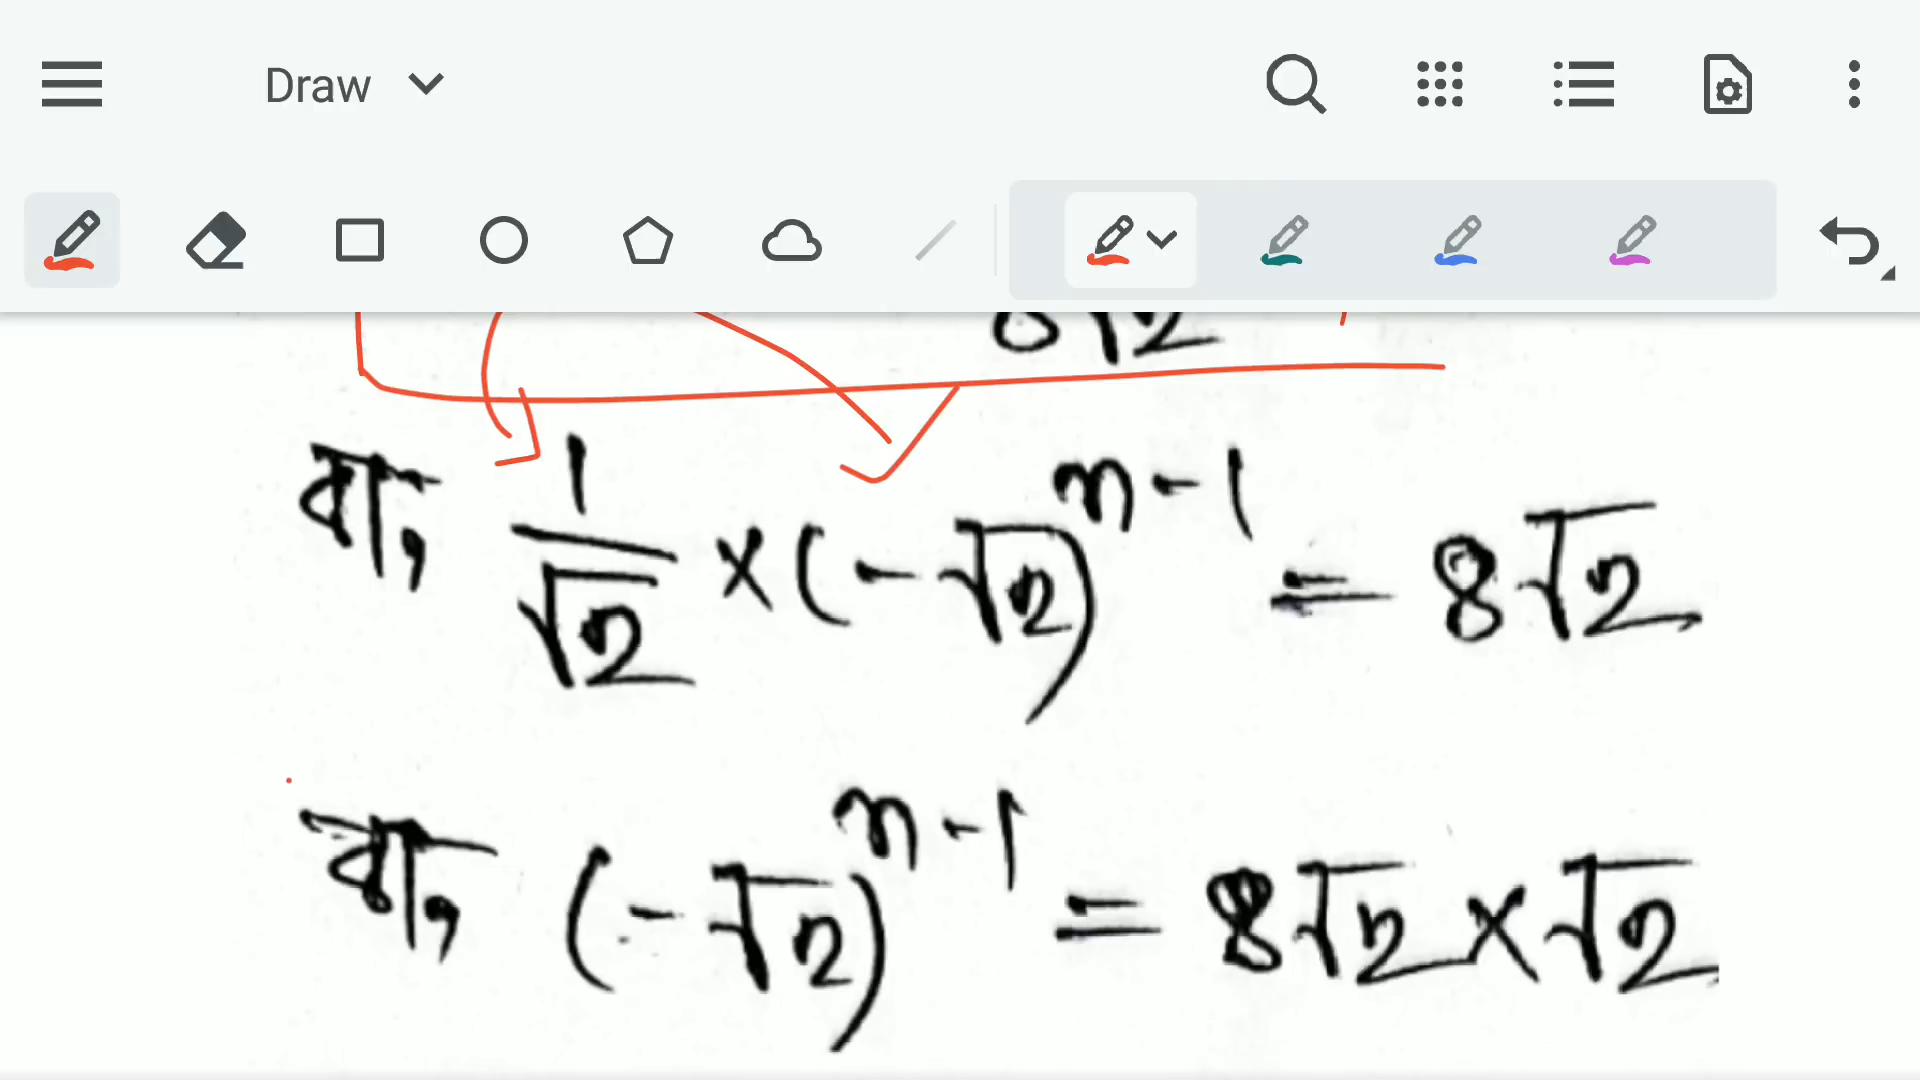 বা, 1/√2 × (-√2)^(n-1) = 8√2
বা, (-√2)^(n-1) = 8√2 × √2
Draw